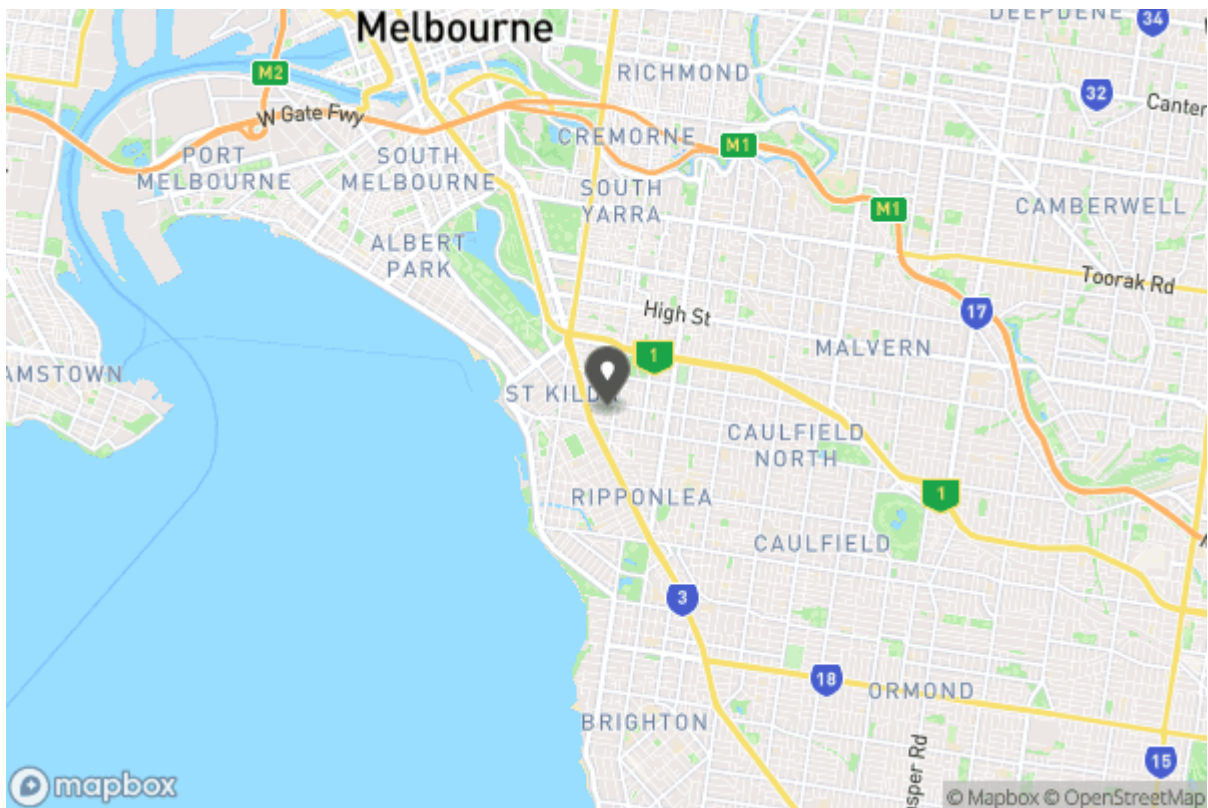 DEEPDENE
34
Melbourne
RICHMOND
M2
32
Canter
W Gate Fwy
CREMORNE
M1
PORT
MELBOURNE
SOUTH
MELBOURNE
SOUTH
YARRA
M1
CAMBERWELL
ALBERT
PARK
Toorak Rd
High St
17
MALVERN
1
AMSTOWN
ST KILDA
CAULFIELD
NORTH
RIPPONLEA
1
CAULFIELD
3
18
ORMOND
BRIGHTON
sper Rd
15
mapbox
© Mapbox © OpenStreetMap